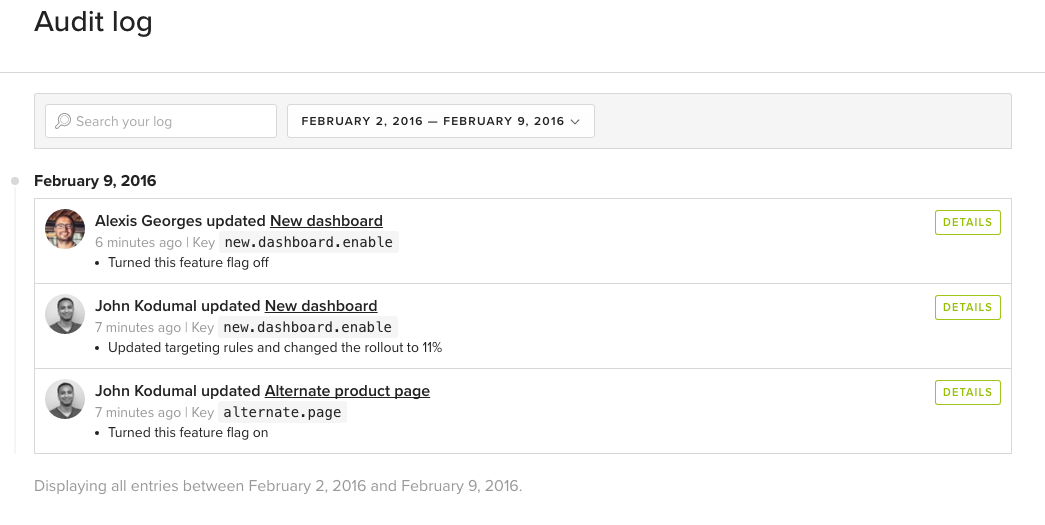 Audit log
Search your log
FEBRUARY 2, 2016 — FEBRUARY 9, 2016
February 9, 2016
Alexis Georges updated New dashboard
DETAILS
6 minutes ago | Key new.dashboard.enable
• Turned this feature flag off
John Kodumal updated New dashboard
DETAILS
7 minutes ago | Key new.dashboard.enable
• Updated targeting rules and changed the rollout to 11%
John Kodumal updated Alternate product page
DETAILS
7 minutes ago | Key alternate.page
• Turned this feature flag on
Displaying all entries between February 2, 2016 and February 9, 2016.